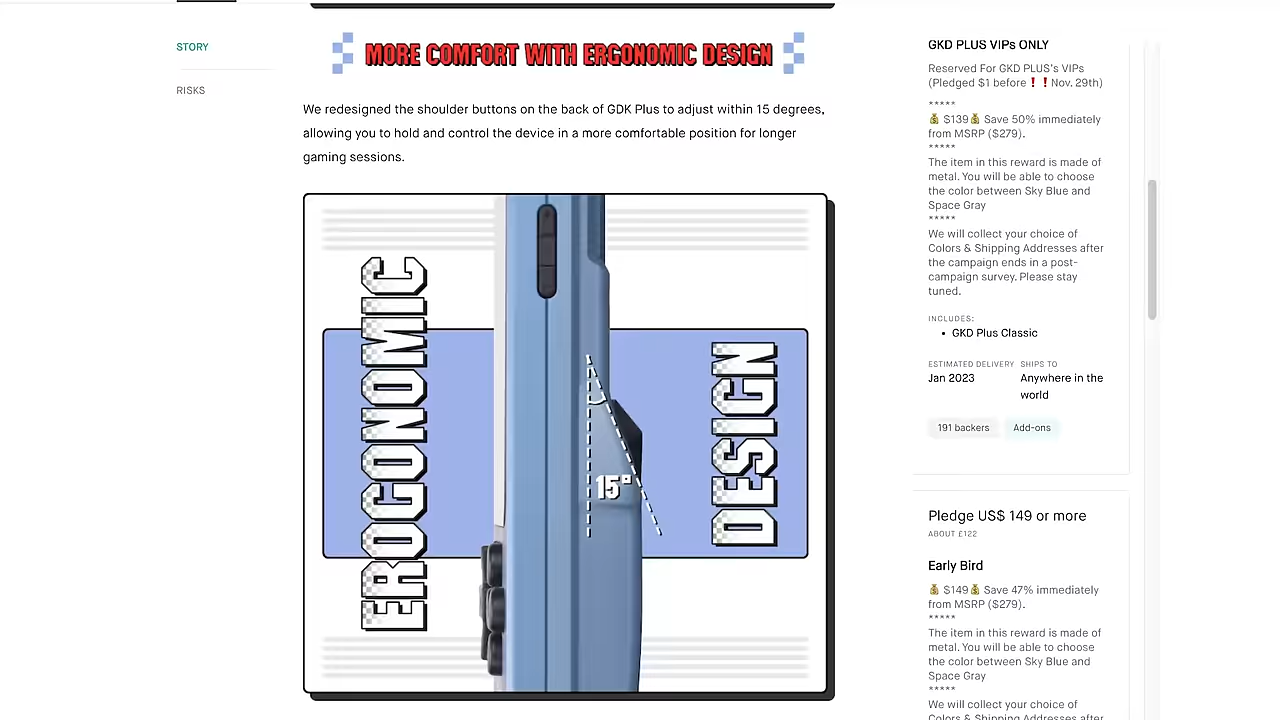 STORY
RISKS
MORE COMFORT WITH ERGONOMIC DESIGN
We redesigned the shoulder buttons on the back of GDK Plus to adjust within 15 degrees,
allowing you to hold and control the device in a more comfortable position for longer
gaming sessions.
EROGONOMIC
15°
DESIGN
GKD PLUS VIPs ONLY
Reserved For GKD PLUS's VIPs
(Pledged $1 before❗❗Nov. 29th)
*****
💰 $139💰 Save 50% immediately
from MSRP ($279).
*****
The item in this reward is made of
metal. You will be able to choose
the color between Sky Blue and
Space Gray
*****
We will collect your choice of
Colors & Shipping Addresses after
the campaign ends in a post-
campaign survey. Please stay
tuned.
INCLUDES:
• GKD Plus Classic
ESTIMATED DELIVERY SHIPS TO
Jan 2023 Anywhere in the
world
191 backers Add-ons
Pledge US$ 149 or more
ABOUT £122
Early Bird
💰 $149💰 Save 47% immediately
from MSRP ($279).
*****
The item in this reward is made of
metal. You will be able to choose
the color between Sky Blue and
Space Gray
*****
We will collect your choice of
Colors & Shipping Addresses after